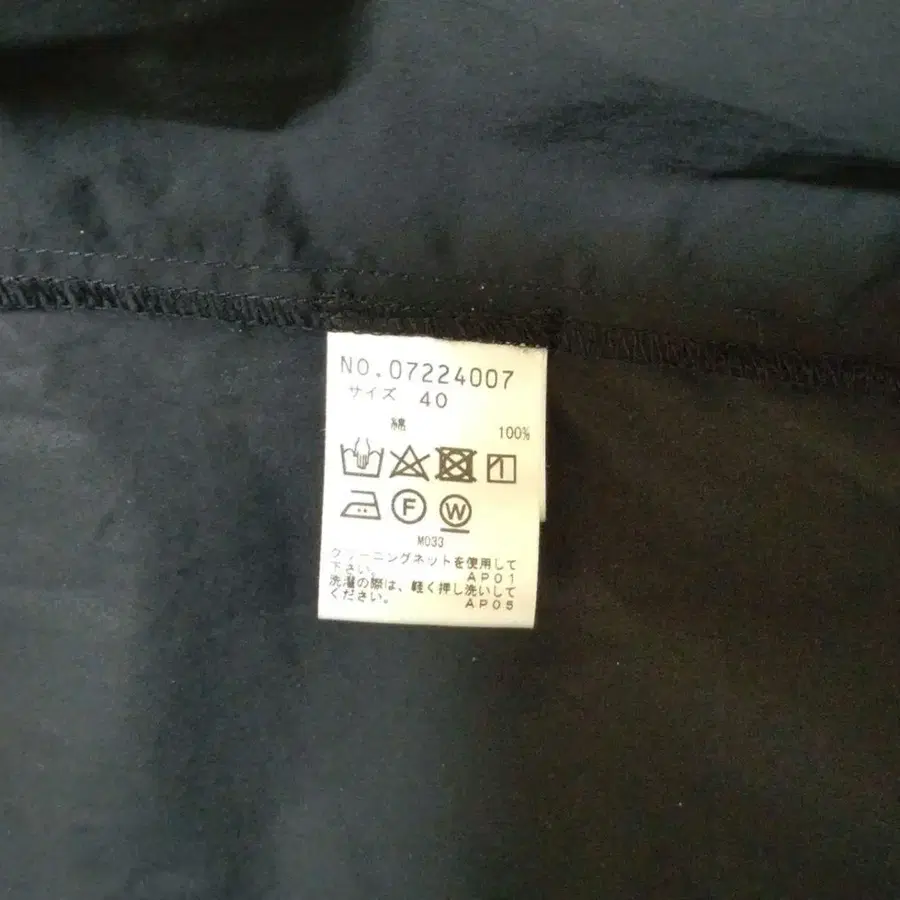 NO.07224007
サイズ 40
綿 100%
F W
M033
クリーニングネットを使用して
下さい。 AP01
洗濯の際は、軽く押し洗いして
ください。 AP05